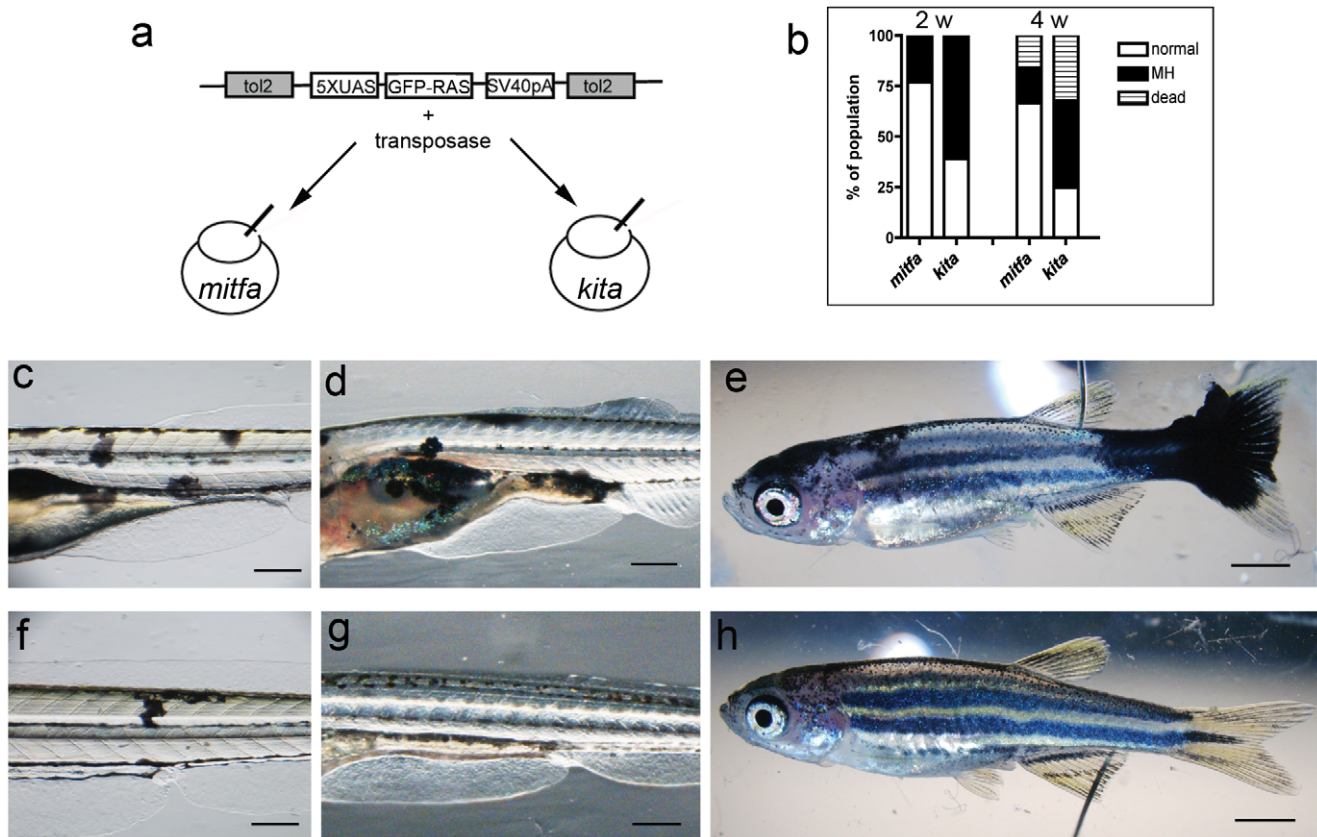 a
tol2 5XUAS GFP-RAS SV40pA tol2
+
transposase
mitfa kita
b
2 w 4 w
100
75
50
25
0
% of population
mitfa kita mitfa kita
normal
MH
dead
c d e
f g h